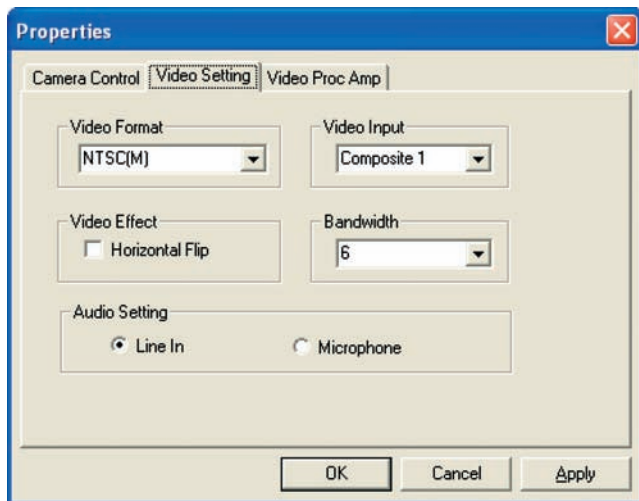 Properties
Camera Control Video Setting Video Proc Amp
Video Format
NTSC(M)
Video Input
Composite 1
Video Effect
Horizontal Flip
Bandwidth
6
Audio Setting
Line In Microphone
OK Cancel Apply